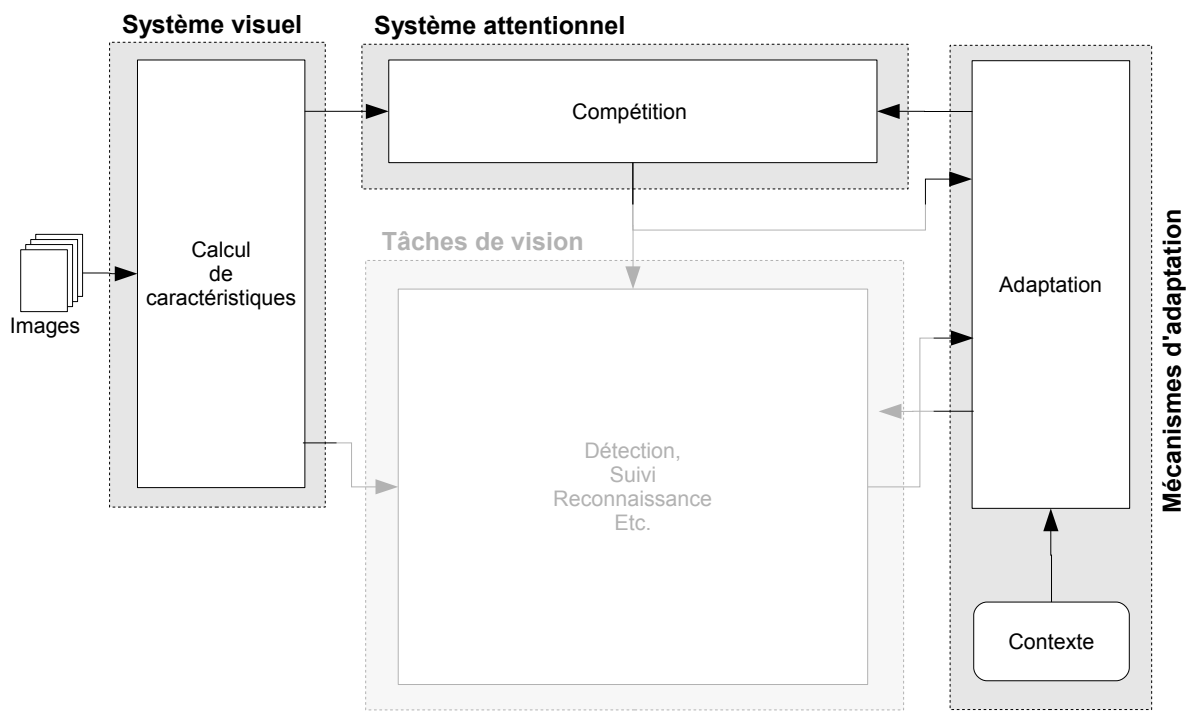 Système visuel
Système attentionnel
Compétition
Calcul
de
caractéristiques
Images
Tâches de vision
Détection,
Suivi
Reconnaissance
Etc.
Adaptation
Contexte
Mécanismes d'adaptation